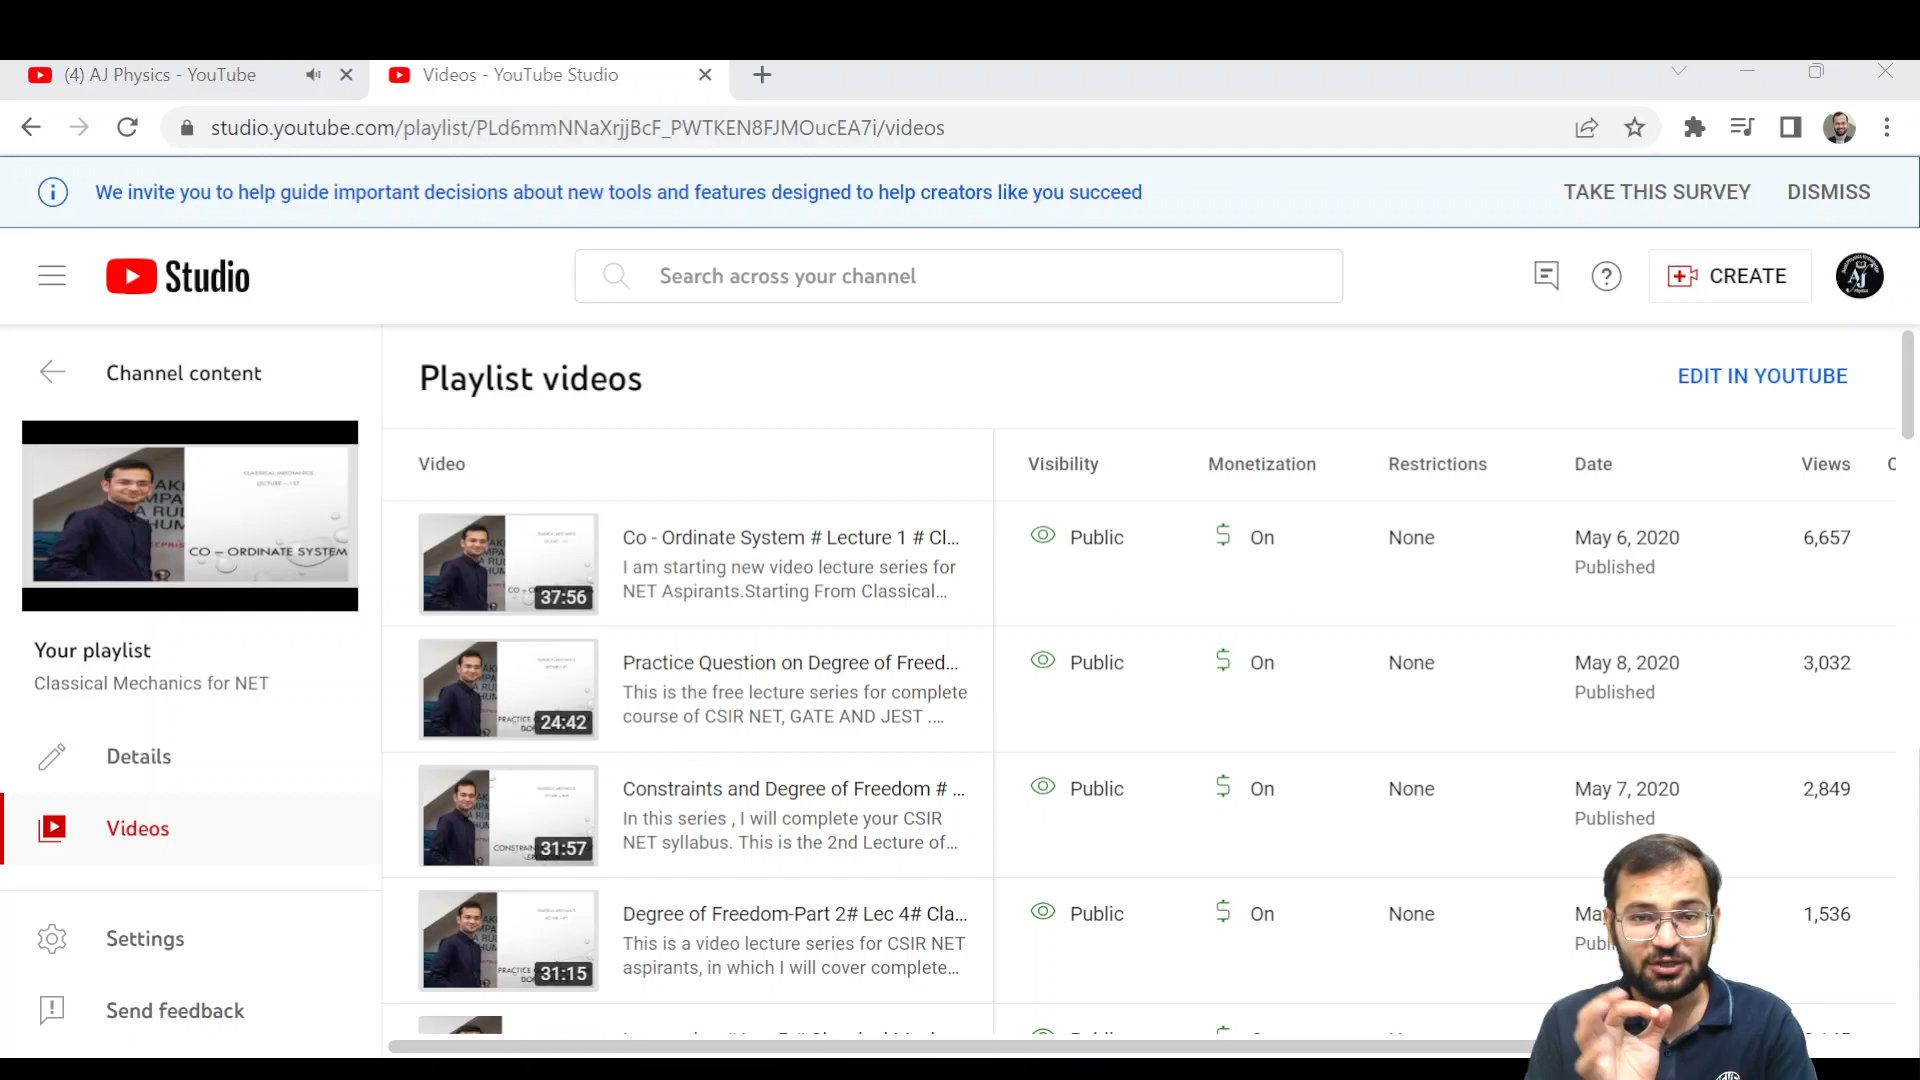 (4) AJ Physics - YouTube
Videos - YouTube Studio
studio.youtube.com/playlist/PLd6mmNNaXrjjBcF_PWTKEN8FJMOucEA7i/videos
We invite you to help guide important decisions about new tools and features designed to help creators like you succeed
TAKE THIS SURVEY
DISMISS
Studio
Search across your channel
CREATE
AJ
Channel content
CLASSICAL MECHANICS
LECTURE – 1ST
CO – ORDINATE SYSTEM
Your playlist
Classical Mechanics for NET
Details
Videos
Settings
Send feedback
Playlist videos
EDIT IN YOUTUBE
Video Visibility Monetization Restrictions Date Views
37:56
Co - Ordinate System # Lecture 1 # Cl...
I am starting new video lecture series for
NET Aspirants.Starting From Classical...
Public On None May 6, 2020 6,657
Published
24:42
Practice Question on Degree of Freed...
This is the free lecture series for complete
course of CSIR NET, GATE AND JEST ....
Public On None May 8, 2020 3,032
Published
31:57
Constraints and Degree of Freedom # ...
In this series , I will complete your CSIR
NET syllabus. This is the 2nd Lecture of...
Public On None May 7, 2020 2,849
Published
31:15
Degree of Freedom-Part 2# Lec 4# Cla...
This is a video lecture series for CSIR NET
aspirants, in which I will cover complete...
Public On None Ma 1,536
Publi